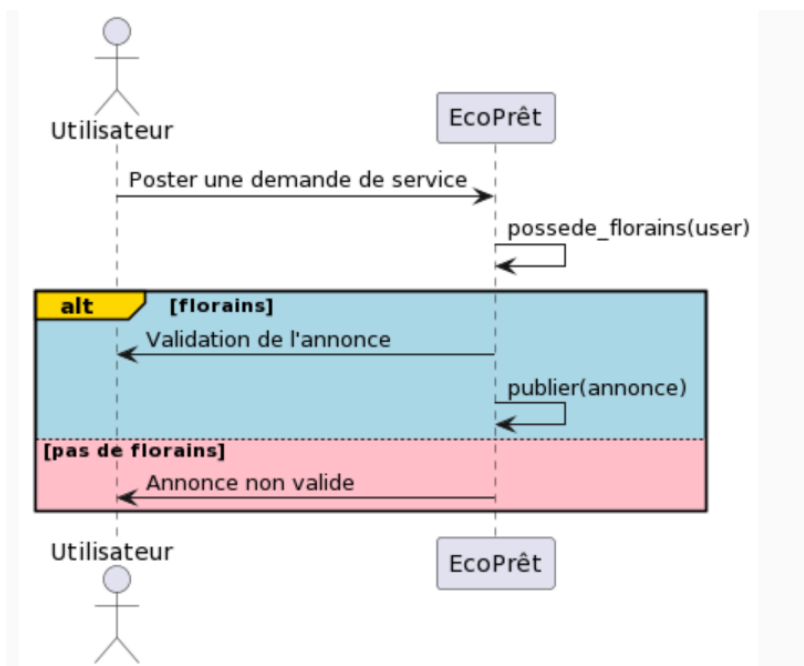 Utilisateur
EcoPrêt
Poster une demande de service
possede_florains(user)
alt [florains]
Validation de l'annonce
publier(annonce)
[pas de florains]
Annonce non valide
Utilisateur
EcoPrêt